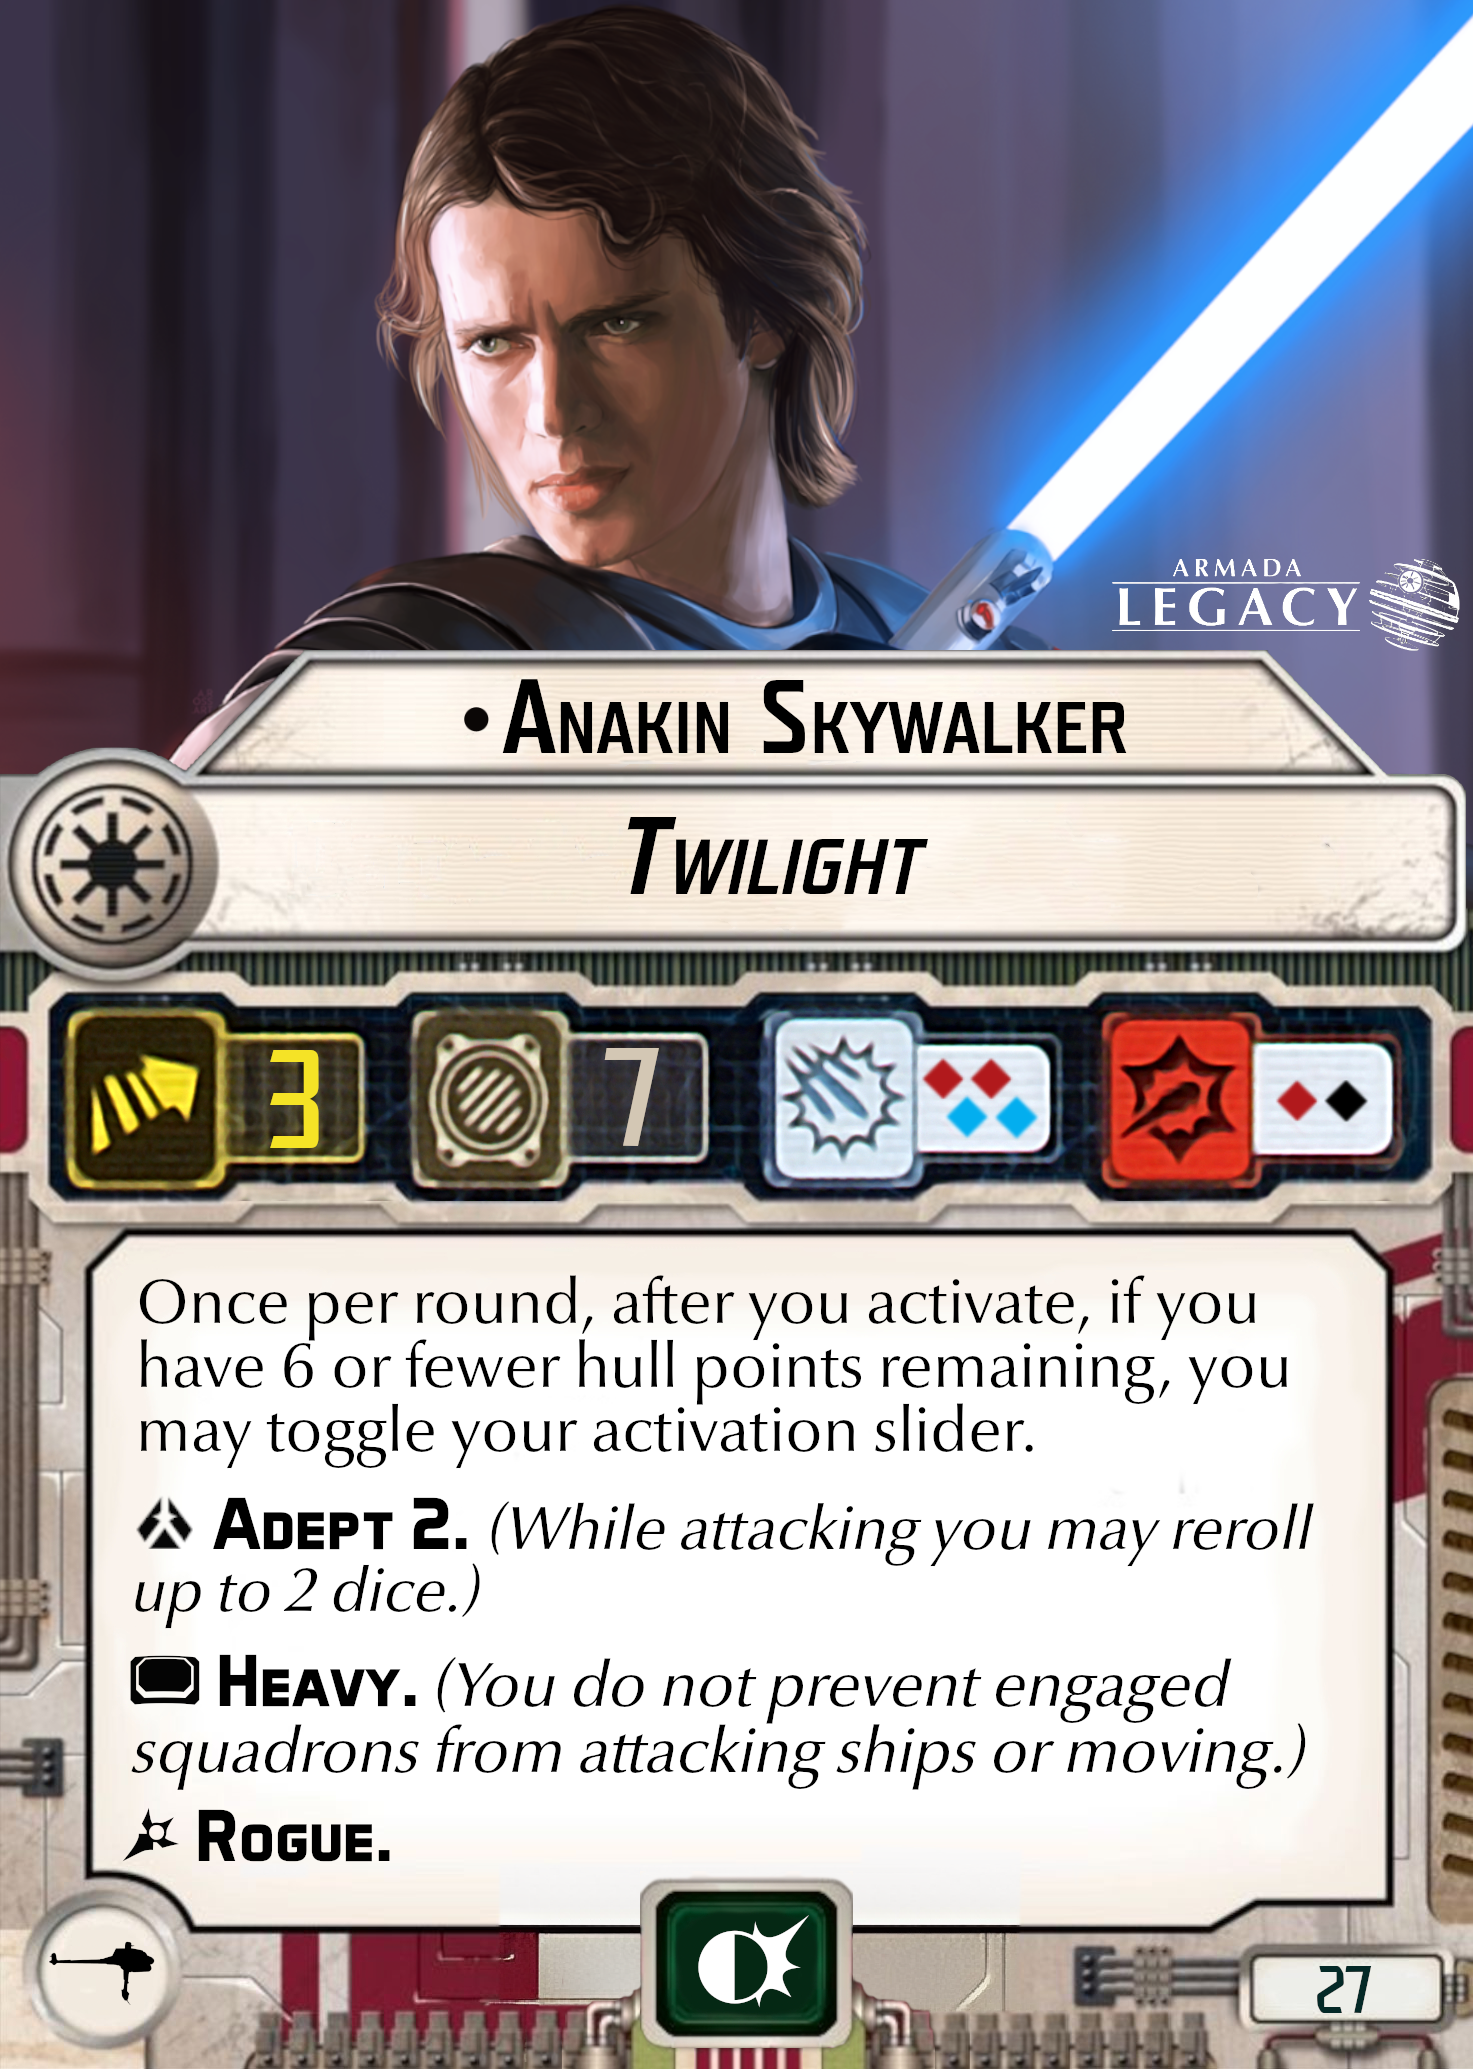 ARMADA
LEGACY
• Anakin Skywalker
Twilight
3 7
Once per round, after you activate, if you
have 6 or fewer hull points remaining, you
may toggle your activation slider.
Adept 2. (While attacking you may reroll
up to 2 dice.)
Heavy. (You do not prevent engaged
squadrons from attacking ships or moving.)
Rogue.
27